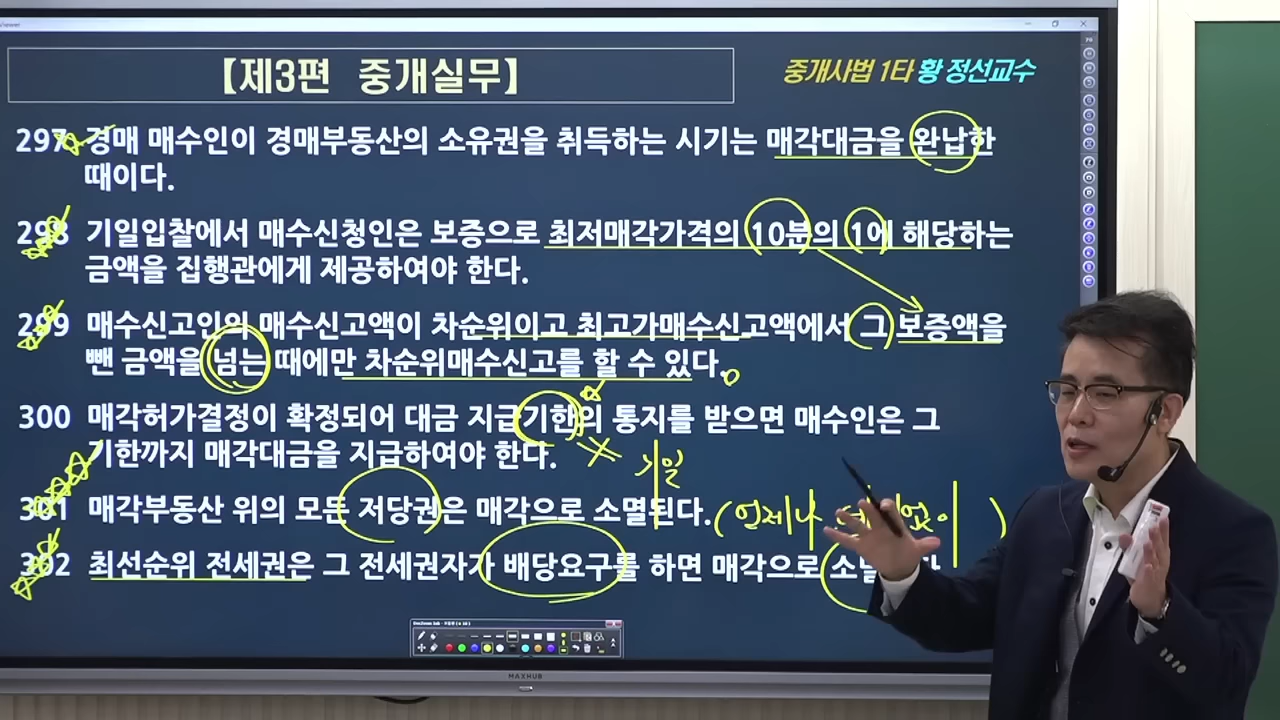 【제3편 중개실무】
중개사법 1타 황 정선교수
297 경매 매수인이 경매부동산의 소유권을 취득하는 시기는 매각대금을 완납한
때이다.
298 기일입찰에서 매수신청인은 보증으로 최저매각가격의 10분의 1에 해당하는
금액을 집행관에게 제공하여야 한다.
299 매수신고인의 매수신고액이 차순위이고 최고가매수신고액에서 그 보증액을
뺀 금액을 넘는 때에만 차순위매수신고를 할 수 있다.
300 매각허가결정이 확정되어 대금 지급기한의 통지를 받으면 매수인은 그
기한까지 매각대금을 지급하여야 한다.
기일
301 매각부동산 위의 모든 저당권은 매각으로 소멸된다. (언제나 없이)
302 최선순위 전세권은 그 전세권자가 배당요구를 하면 매각으로
MAXHUB